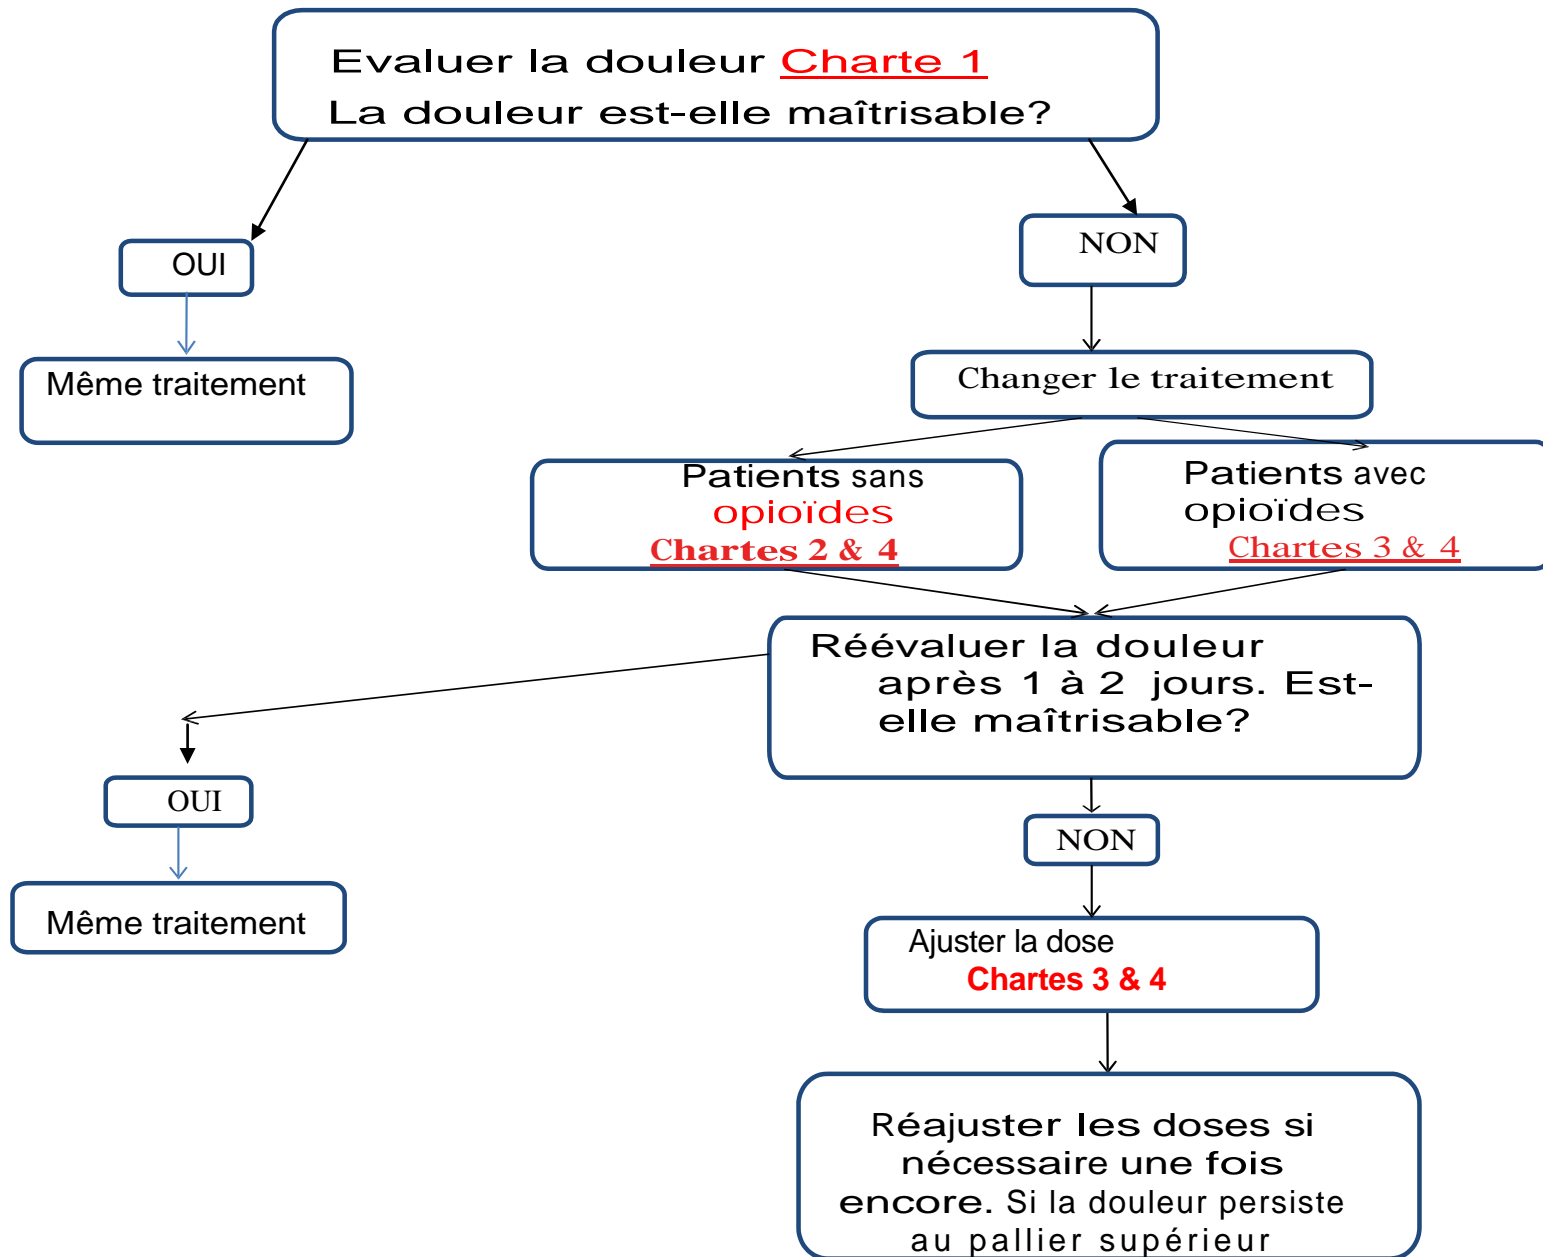 Evaluer la douleur Charte 1
La douleur est-elle maîtrisable?
OUI
NON
Même traitement
Changer le traitement
Patients sans
opioïdes
Chartes 2 & 4
Patients avec
opioïdes
Chartes 3 & 4
Réévaluer la douleur
après 1 à 2 jours. Est-
elle maîtrisable?
OUI
NON
Même traitement
Ajuster la dose
Chartes 3 & 4
Réajuster les doses si
nécessaire une fois
encore. Si la douleur persiste
au pallier supérieur